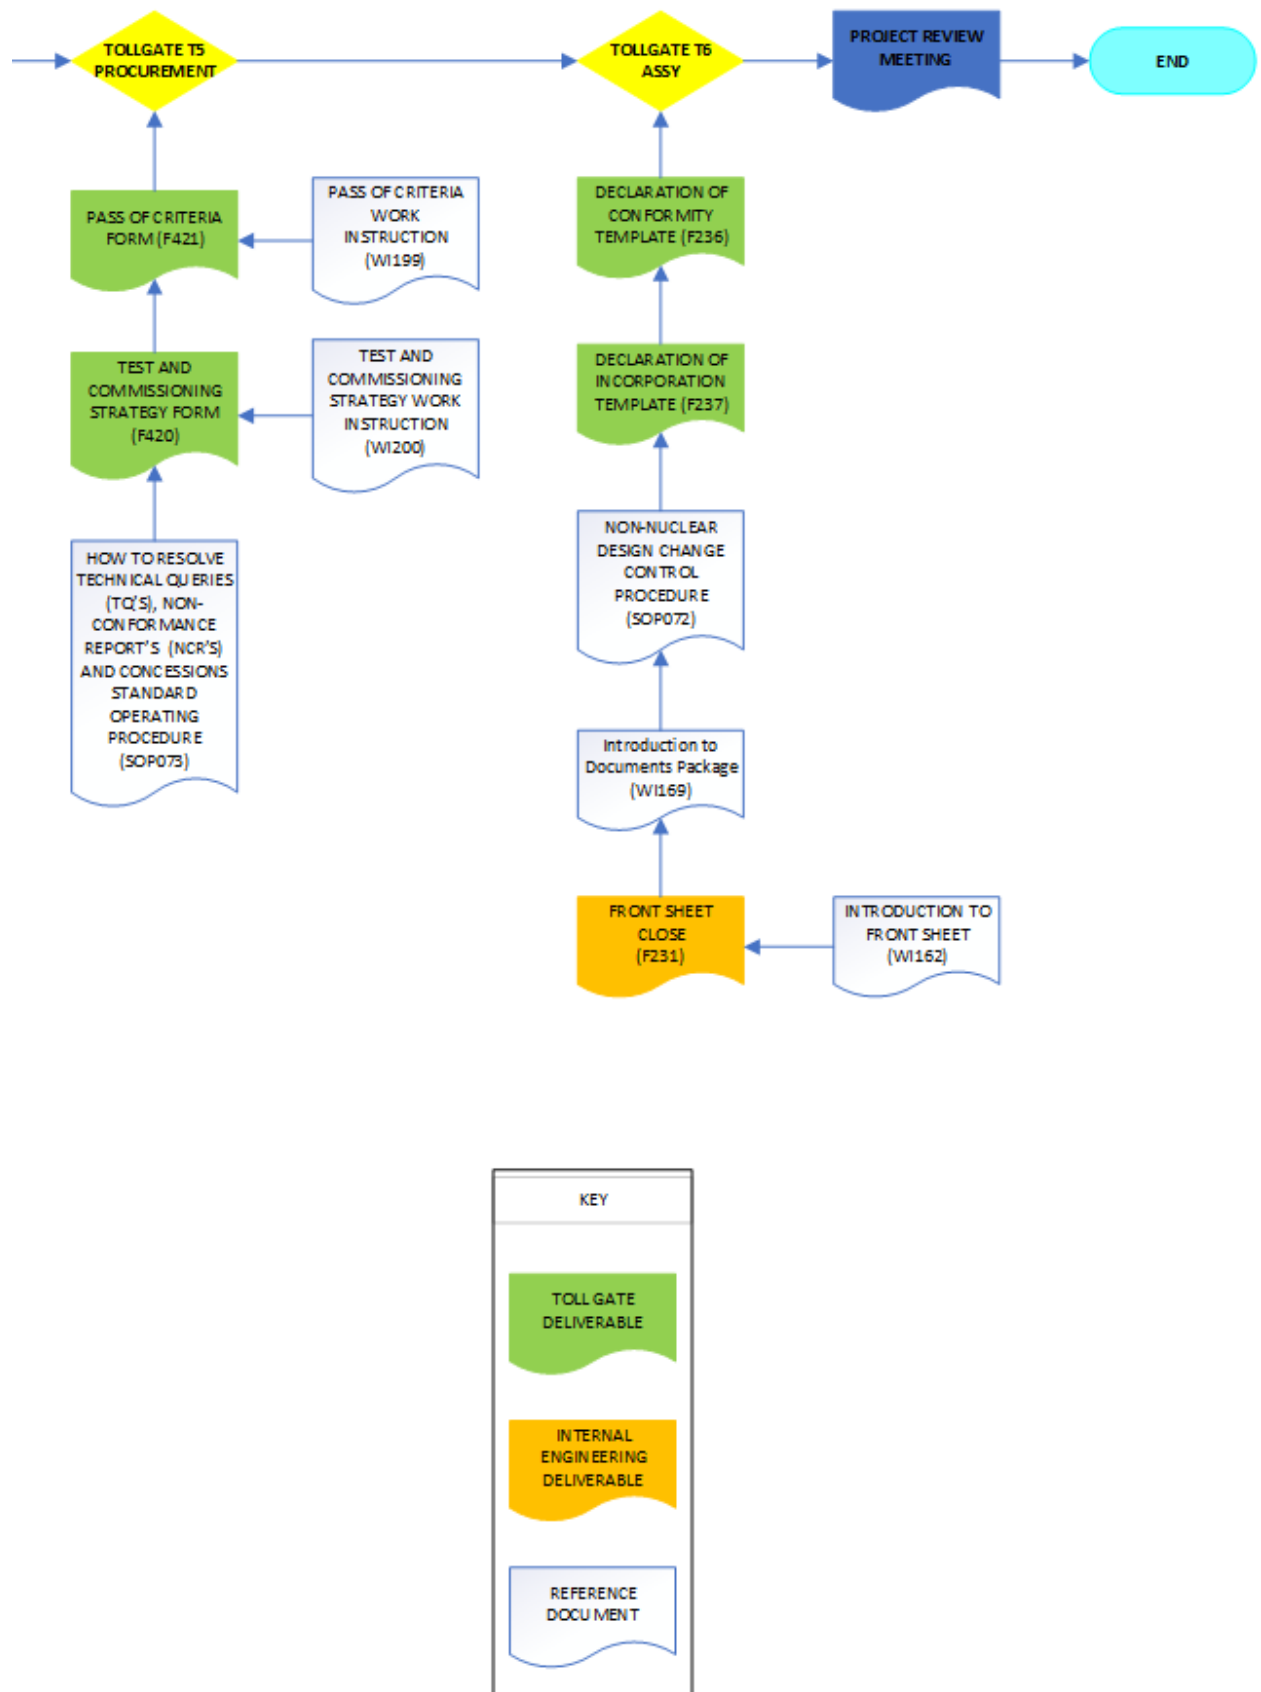 TOLLGATE T5
PROCUREMENT
TOLLGATE T6
ASSY
PROJECT REVIEW
MEETING
END
PASS OF CRITERIA
FORM (F421)
PASS OF CRITERIA
WORK
INSTRUCTION
(WI199)
DECLARATION OF
CONFORMITY
TEMPLATE (F236)
TEST AND
COMMISSIONING
STRATEGY FORM
(F420)
TEST AND
COMMISSIONING
STRATEGY WORK
INSTRUCTION
(WI200)
DECLARATION OF
INCORPORATION
TEMPLATE (F237)
HOW TO RESOLVE
TECHNICAL QUERIES
(TQ'S), NON-
CONFORMANCE
REPORT'S (NCR'S)
AND CONCESSIONS
STANDARD
OPERATING
PROCEDURE
(SOP073)
NON-NUCLEAR
DESIGN CHANGE
CONTROL
PROCEDURE
(SOP072)
Introduction to
Documents Package
(WI169)
FRONT SHEET
CLOSE
(F231)
INTRODUCTION TO
FRONT SHEET
(WI162)
KEY
TOLL GATE
DELIVERABLE
INTERNAL
ENGINEERING
DELIVERABLE
REFERENCE
DOCUMENT